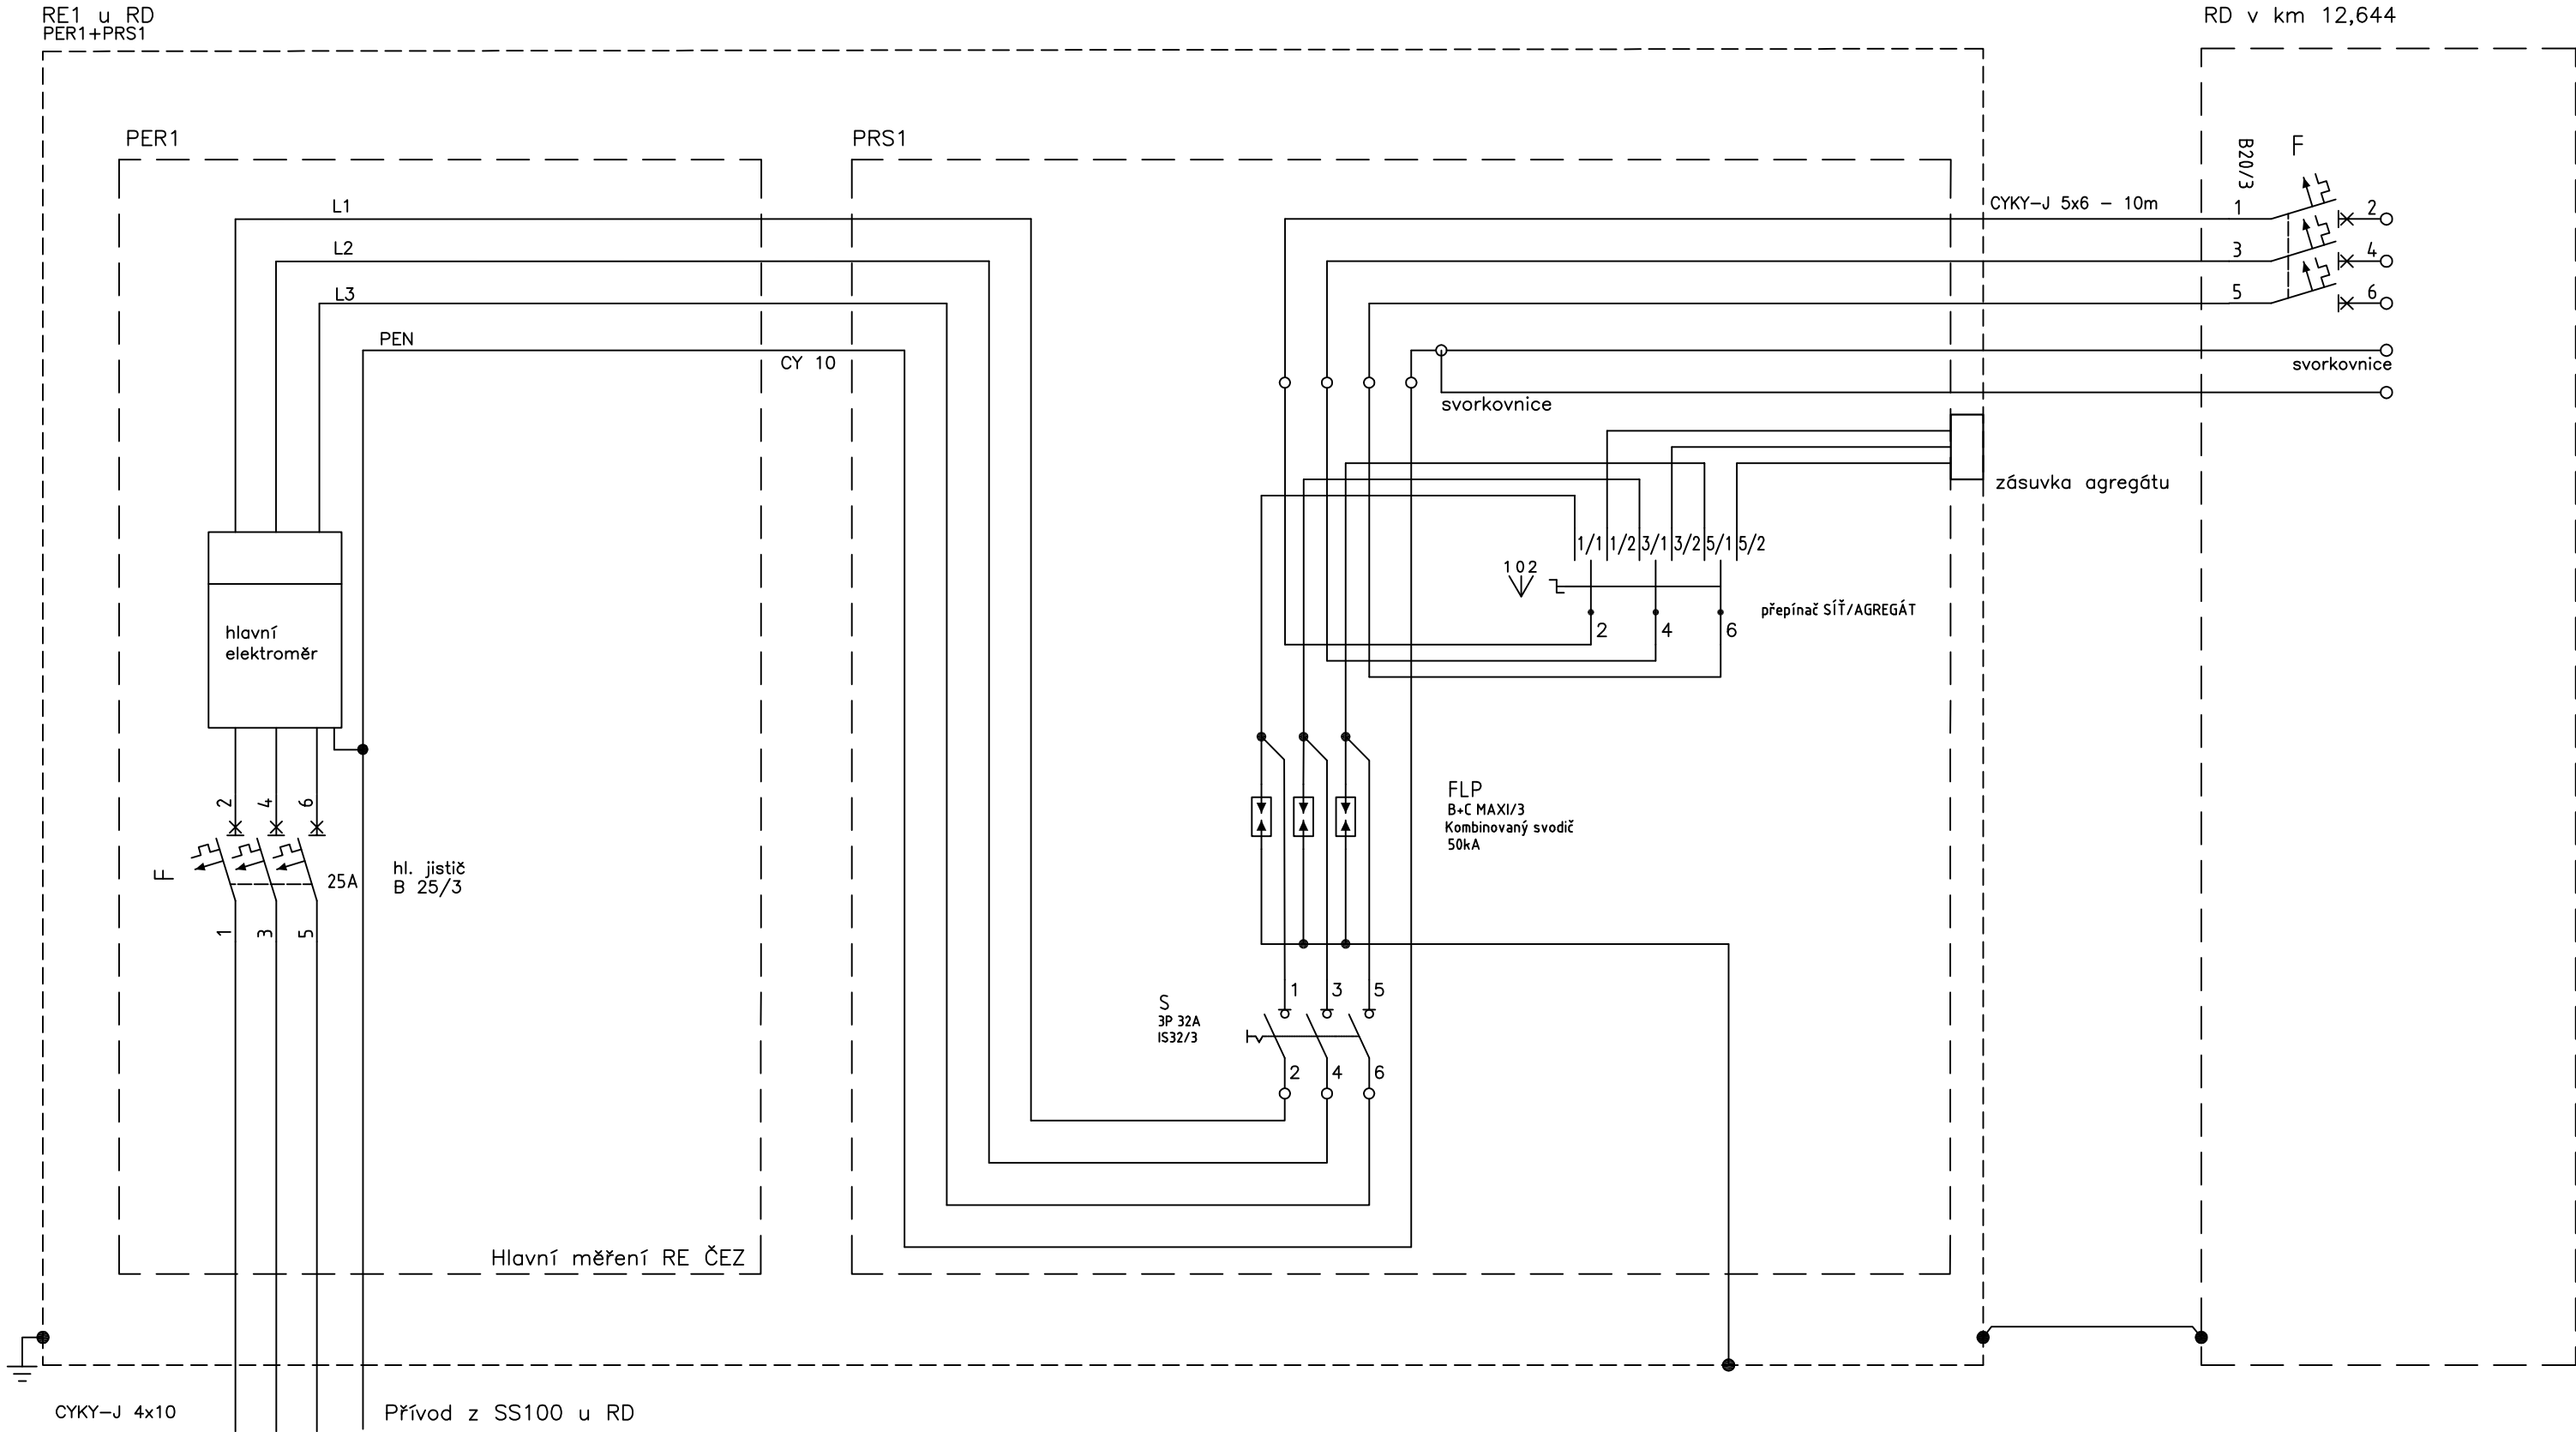 RE1 u RD
PER1+PRS1
RD v km 12,644
PER1
PRS1
B20/3
F
L1
CYKY-J 5x6 - 10m
1
2
L2
3
4
L3
5
6
PEN
CY 10
svorkovnice
svorkovnice
zásuvka agregátu
1/1 1/2 3/1 3/2 5/1 5/2
1 0 2
přepínač SÍŤ/AGREGÁT
2 4 6
hlavní
elektroměr
2 4 6
FLP
B+C MAXI/3
Kombinovaný svodič
50kA
F
25A
hl. jistič
B 25/3
1 3 5
1 3 5
S
3P 32A
IS32/3
2 4 6
Hlavní měření RE ČEZ
CYKY-J 4x10
Přívod z SS100 u RD